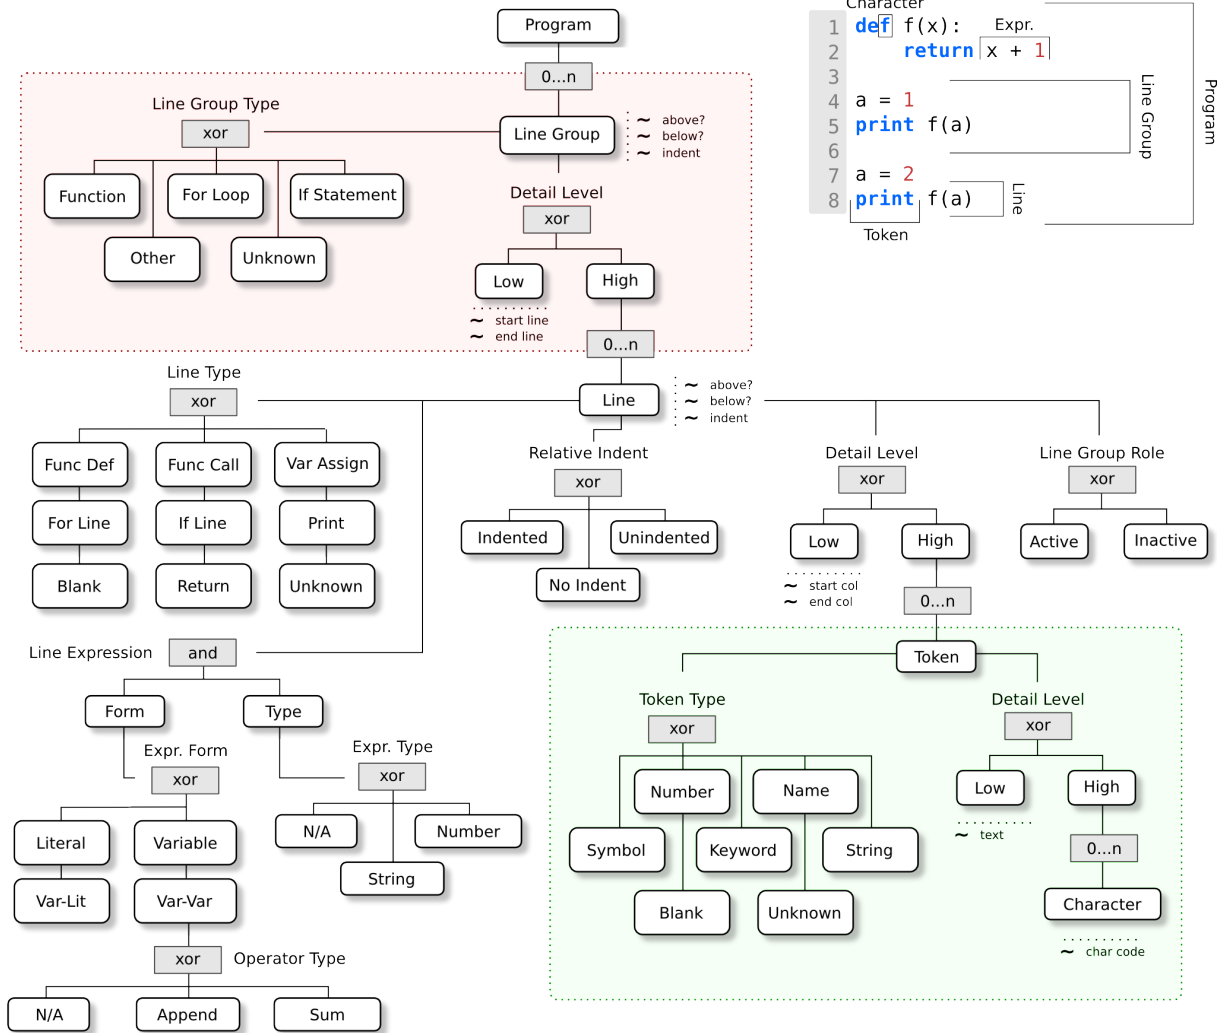 Program
0...n
Line Group Type
xor
Line Group
~ above?
~ below?
~ indent
Function
For Loop
If Statement
Other
Unknown
Detail Level
xor
Low
High
~ start line
~ end line
0...n
Character
1 def f(x):
Expr.
2 return x + 1
3
4 a = 1
5 print f(a)
6
7 a = 2
8 print f(a)
Token
Line
Line Group
Program
Line Type
xor
Line
~ above?
~ below?
~ indent
Func Def
Func Call
Var Assign
For Line
If Line
Print
Blank
Return
Unknown
Relative Indent
xor
Indented
Unindented
No Indent
Detail Level
xor
Low
High
~ start col
~ end col
0...n
Line Group Role
xor
Active
Inactive
Line Expression
and
Form
Type
Expr. Form
xor
Literal
Variable
Var-Lit
Var-Var
xor
Operator Type
N/A
Append
Sum
Expr. Type
xor
N/A
Number
String
Token
Token Type
xor
Number
Name
Symbol
Keyword
String
Blank
Unknown
Detail Level
xor
Low
High
~ text
0...n
Character
~ char code